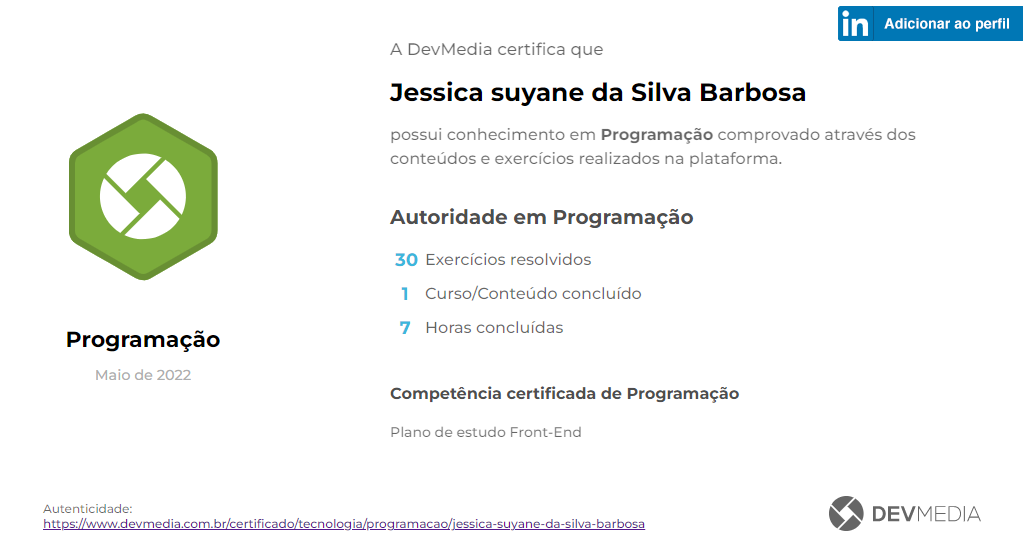 in Adicionar ao perfil
A DevMedia certifica que
Jessica suyane da Silva Barbosa
possui conhecimento em Programação comprovado através dos
conteúdos e exercícios realizados na plataforma.
Autoridade em Programação
30 Exercícios resolvidos
1 Curso/Conteúdo concluído
7 Horas concluídas
Programação
Maio de 2022
Competência certificada de Programação
Plano de estudo Front-End
Autenticidade:
https://www.devmedia.com.br/certificado/tecnologia/programacao/jessica-suyane-da-silva-barbosa
DEVMEDIA